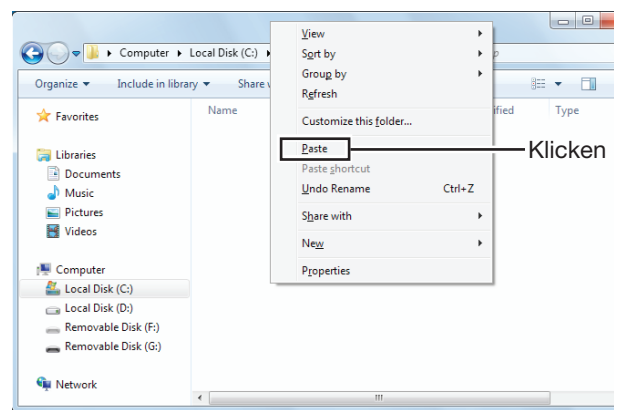 Computer Local Disk (C:)
Organize Include in library Share
Favorites
Libraries
Documents
Music
Pictures
Videos
Computer
Local Disk (C:)
Local Disk (D:)
Removable Disk (F:)
Removable Disk (G:)
Network
Name Type
View
Sort by
Group by
Refresh
Customize this folder...
Paste
Paste shortcut
Undo Rename Ctrl+Z
Share with
New
Properties
Klicken